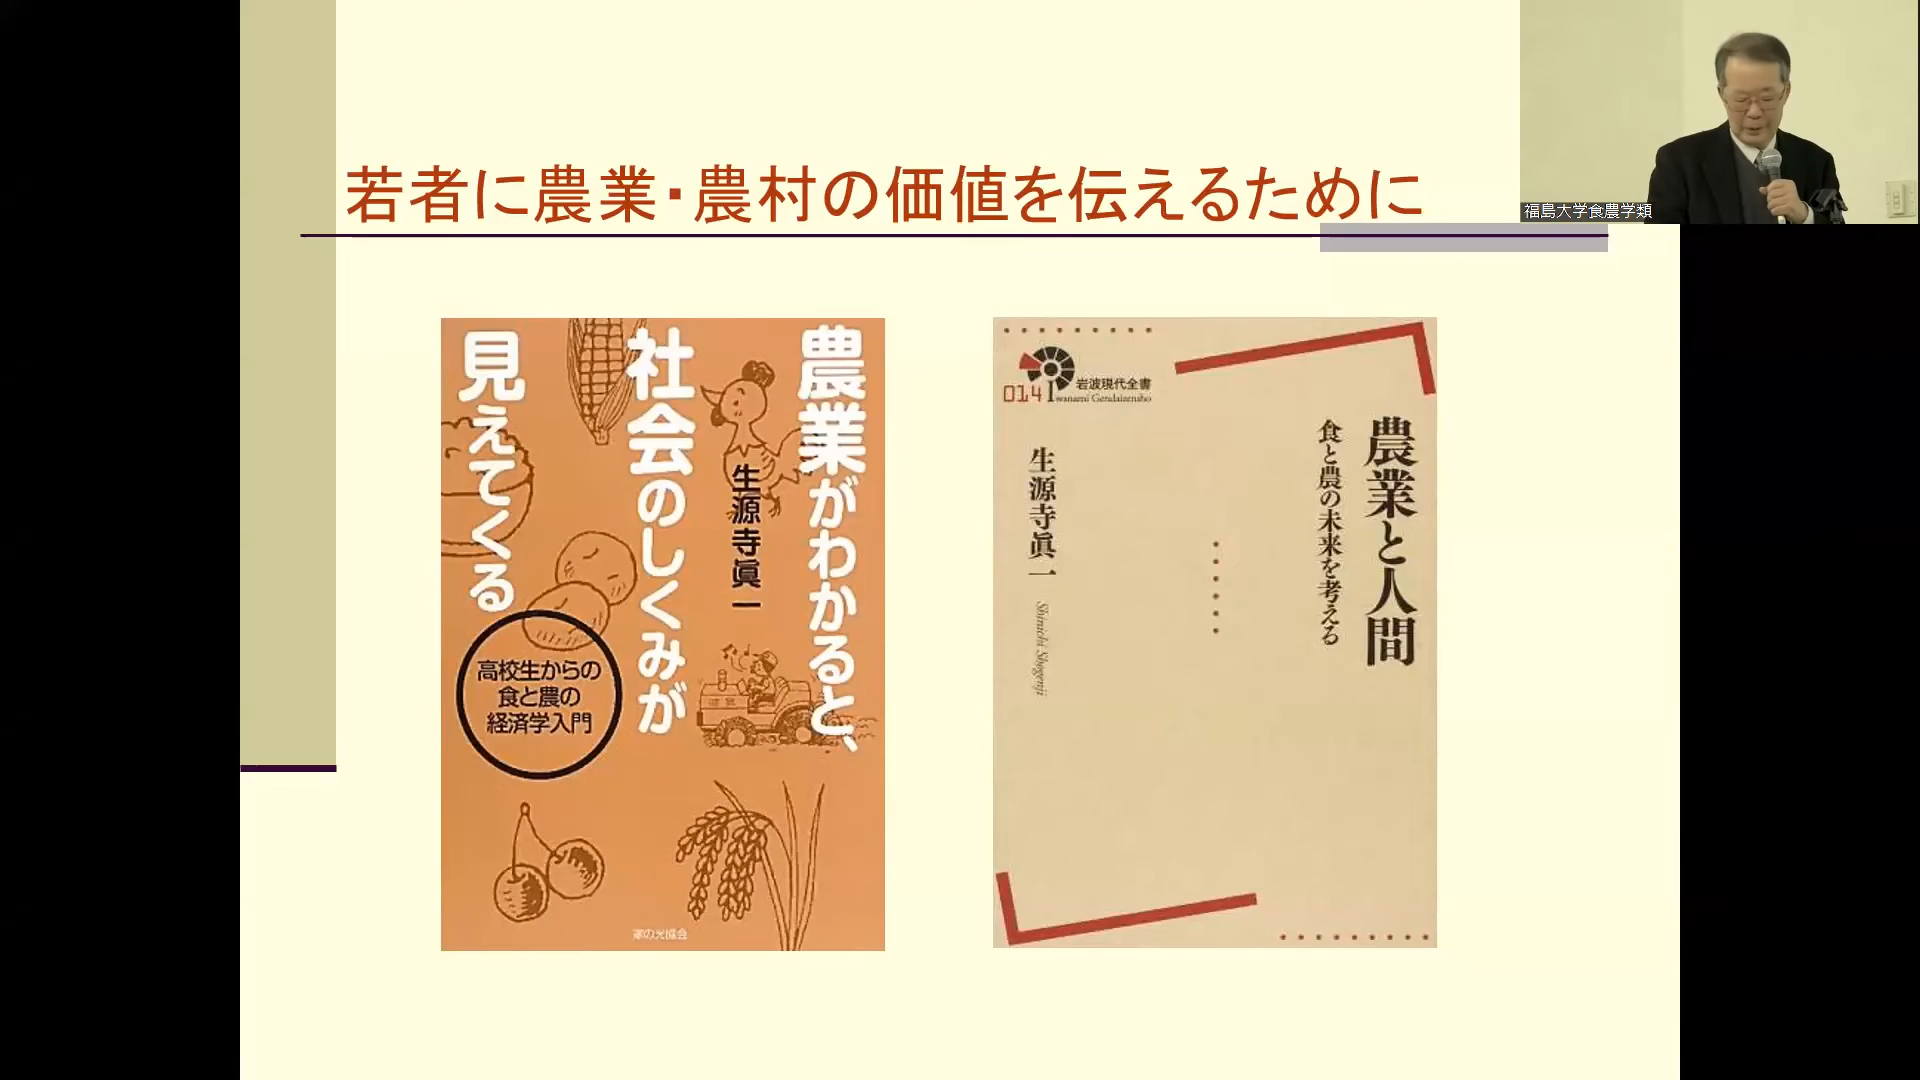 若者に農業・農村の価値を伝えるために
福島大学食農学類
農業がわかると、
社会のしくみが
見えてくる
生源寺眞一
高校生からの
食と農の
経済学入門
家の光協会
014
岩波現代全書
Iwanami Gendaizensho
農業と人間
食と農の未来を考える
生源寺眞一
Shinichi Shogenji